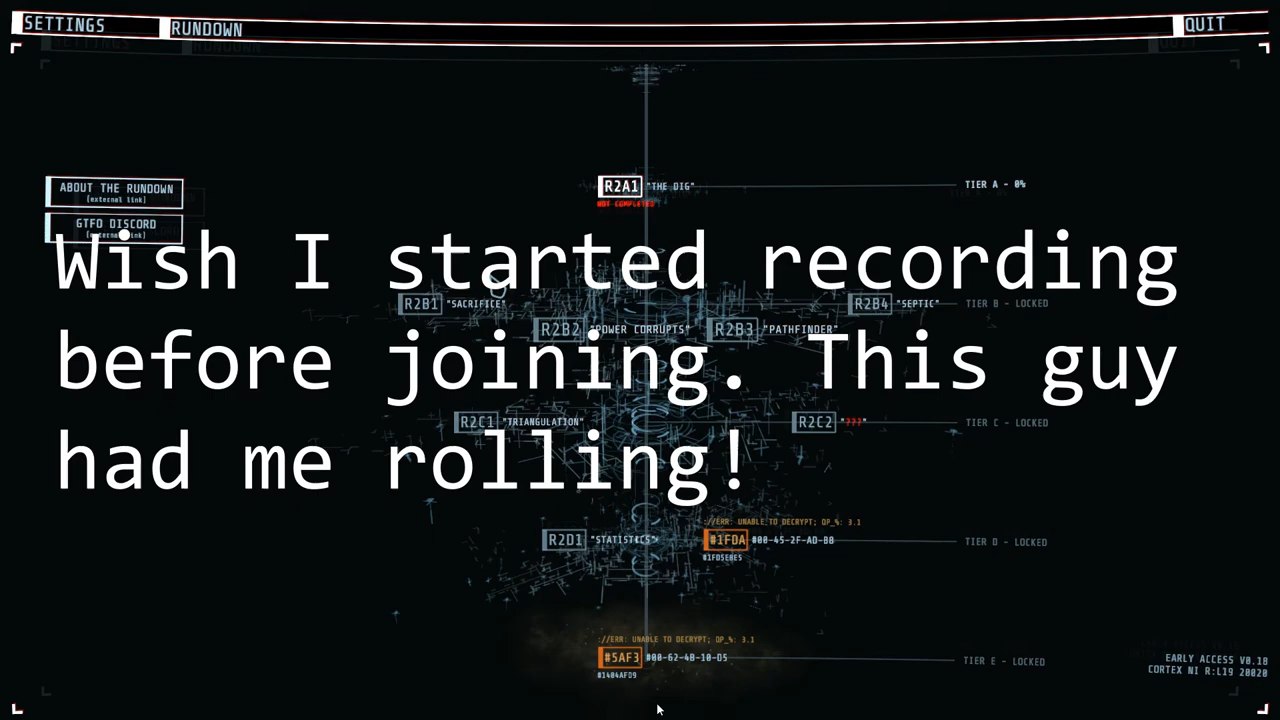 SETTINGS
RUNDOWN
QUIT
ABOUT THE RUNDOWN
[external link]
GTFO DISCORD
R2A1 "THE DIG"
NOT COMPLETED
TIER A - 0%
Wish I started recording
R2B1 "SACRIFICE"
R2B4 "SEPTIC"
TIER B - LOCKED
R2B2 "POWER CORRUPTS"
R2B3 "PATHFINDER"
before joining. This guy
R2C1 "TRIANGULATION"
R2C2 "???"
TIER C - LOCKED
had me rolling!
://ERR: UNABLE TO DECRYPT; OP_%: 3.1
R2D1 "STATISTICS"
#1FDA #00-45-2F-AD-B8
TIER D - LOCKED
://ERR: UNABLE TO DECRYPT; OP_%: 3.1
#5AF3 #00-62-4B-10-D5
TIER E - LOCKED
#1404AFD9
EARLY ACCESS V0.18
CORTEX NI R:L19 20020